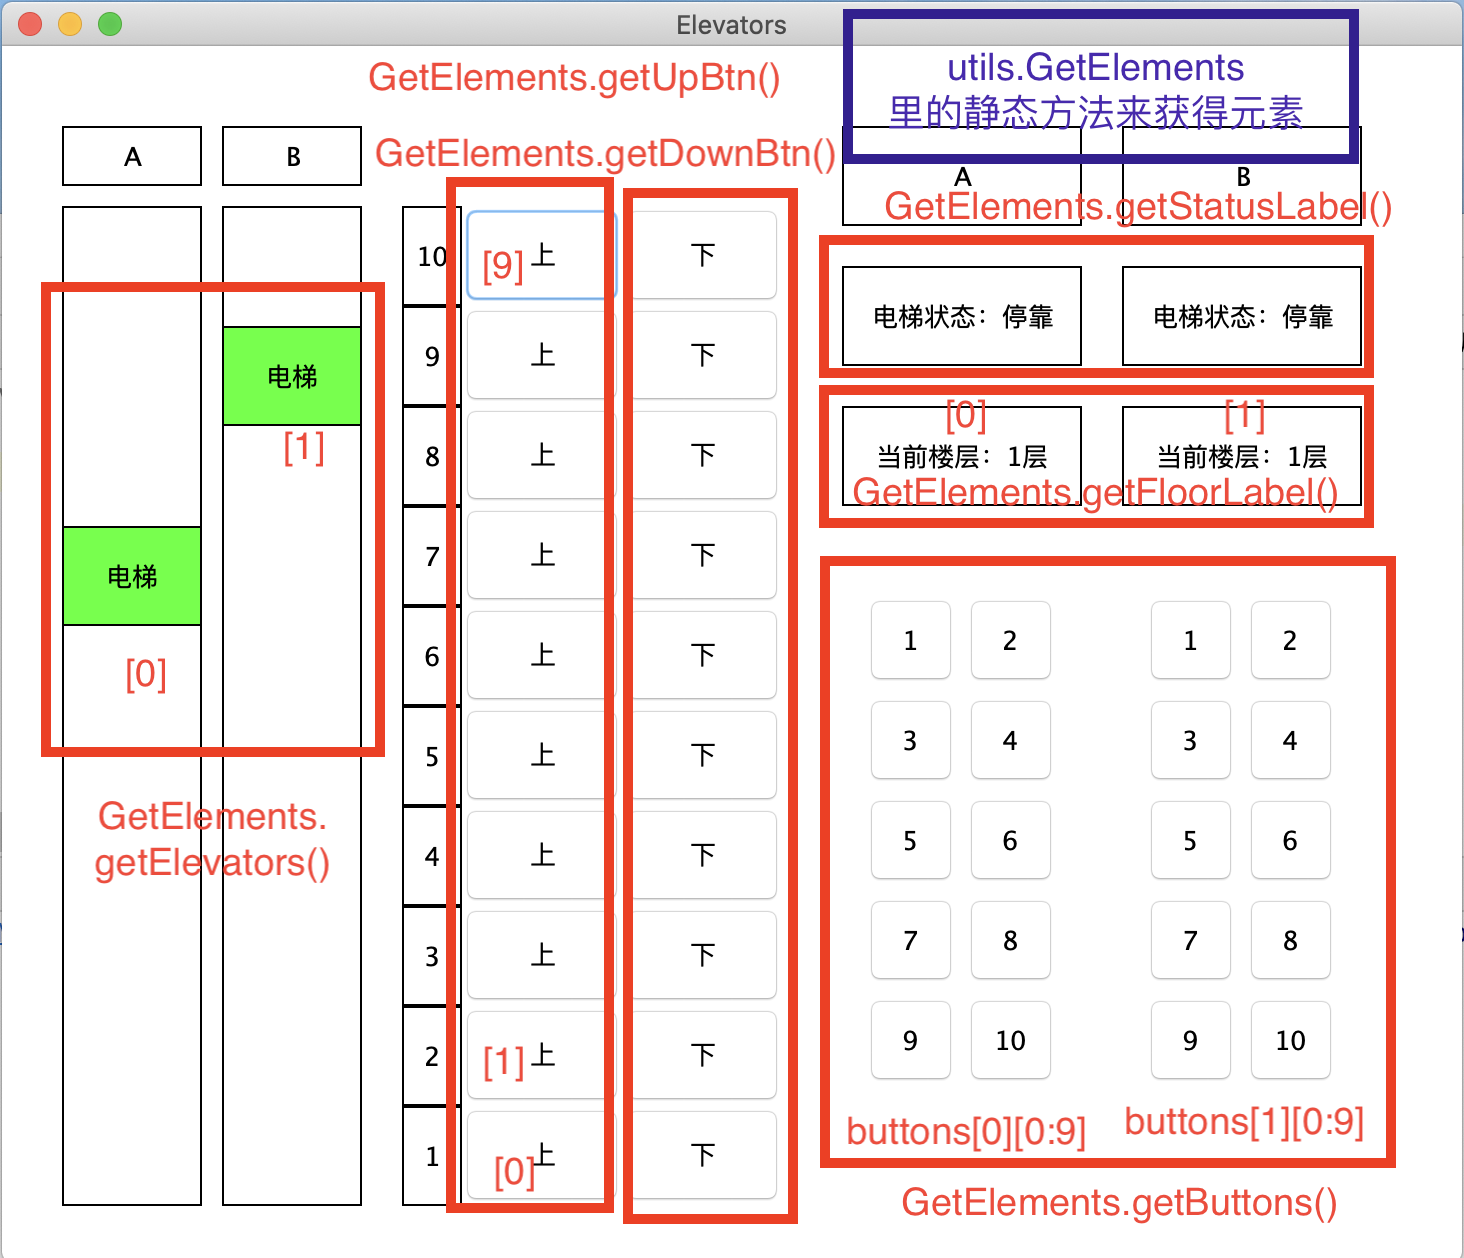 Elevators
GetElements.getUpBtn()
utils.GetElements
里的静态方法来获得元素
GetElements.getDownBtn()
A
B
A
B
GetElements.getStatusLabel()
10
[9]
上
下
电梯状态：停靠
电梯状态：停靠
9
上
下
电梯
[1]
[0]
[1]
当前楼层：1层
当前楼层：1层
GetElements.getFloorLabel()
8
上
下
7
上
下
电梯
[0]
6
上
下
5
上
下
GetElements.
getElevators()
4
上
下
3
上
下
2
[1]
上
下
1
[0]
上
下
1
2
1
2
3
4
3
4
5
6
5
6
7
8
7
8
9
10
9
10
buttons[0][0:9]
buttons[1][0:9]
GetElements.getButtons()